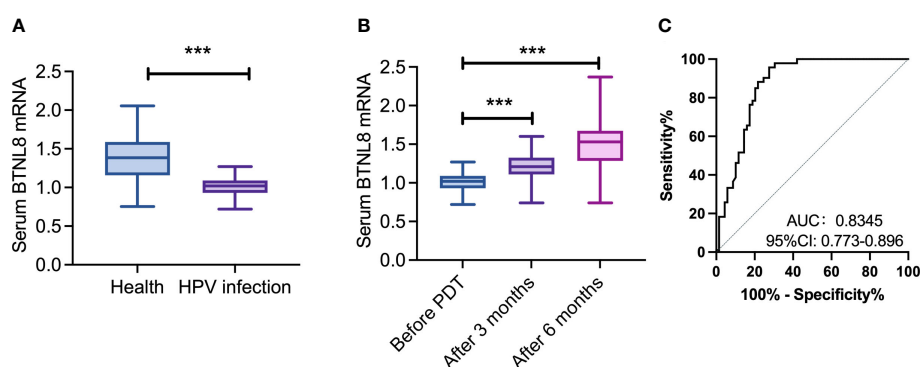 A
***
Serum BTNL8 mRNA
2.5
2.0
1.5
1.0
0.5
0.0
Health HPV infection
B
***
***
Serum BTNL8 mRNA
2.5
2.0
1.5
1.0
0.5
0.0
Before PDT
After 3 months
After 6 months
C
Sensitivity%
100
80
60
40
20
0
AUC: 0.8345
95%CI: 0.773-0.896
0 20 40 60 80 100
100% - Specificity%